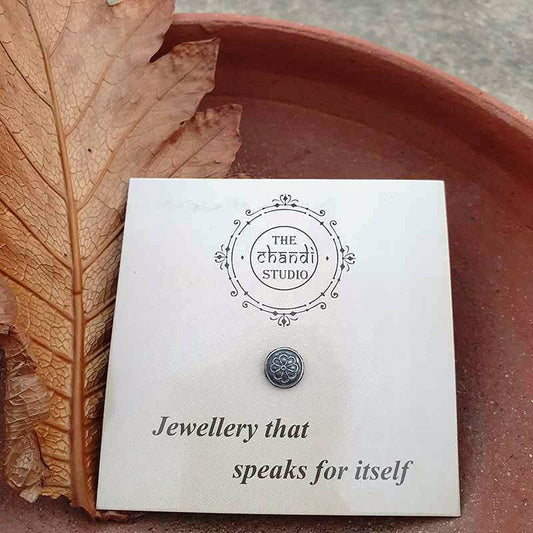 THE
chandi
STUDIO
Jewellery that
speaks for itself